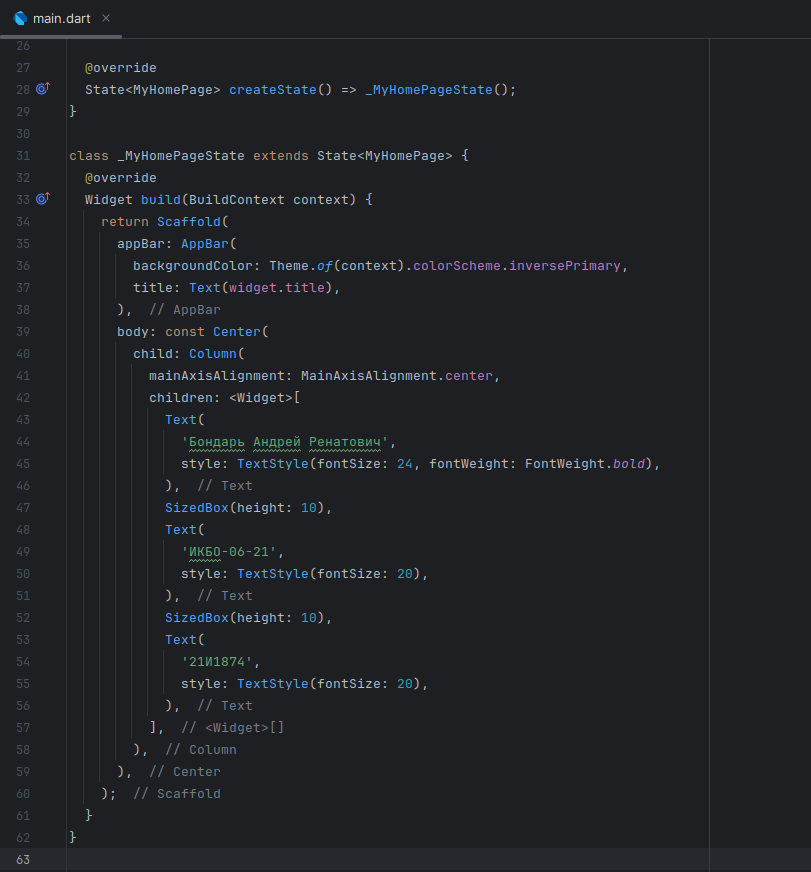 main.dart
26
27 @override
28 State<MyHomePage> createState() => _MyHomePageState();
29 }
30
31 class _MyHomePageState extends State<MyHomePage> {
32 @override
33 Widget build(BuildContext context) {
34 return Scaffold(
35 appBar: AppBar(
36 backgroundColor: Theme.of(context).colorScheme.inversePrimary,
37 title: Text(widget.title),
38 ), // AppBar
39 body: const Center(
40 child: Column(
41 mainAxisAlignment: MainAxisAlignment.center,
42 children: <Widget>[
43 Text(
44 'Бондарь Андрей Ренатович',
45 style: TextStyle(fontSize: 24, fontWeight: FontWeight.bold),
46 ), // Text
47 SizedBox(height: 10),
48 Text(
49 'ИКБО-06-21',
50 style: TextStyle(fontSize: 20),
51 ), // Text
52 SizedBox(height: 10),
53 Text(
54 '21И1874',
55 style: TextStyle(fontSize: 20),
56 ), // Text
57 ], // <Widget>[]
58 ), // Column
59 ), // Center
60 ); // Scaffold
61 }
62 }
63